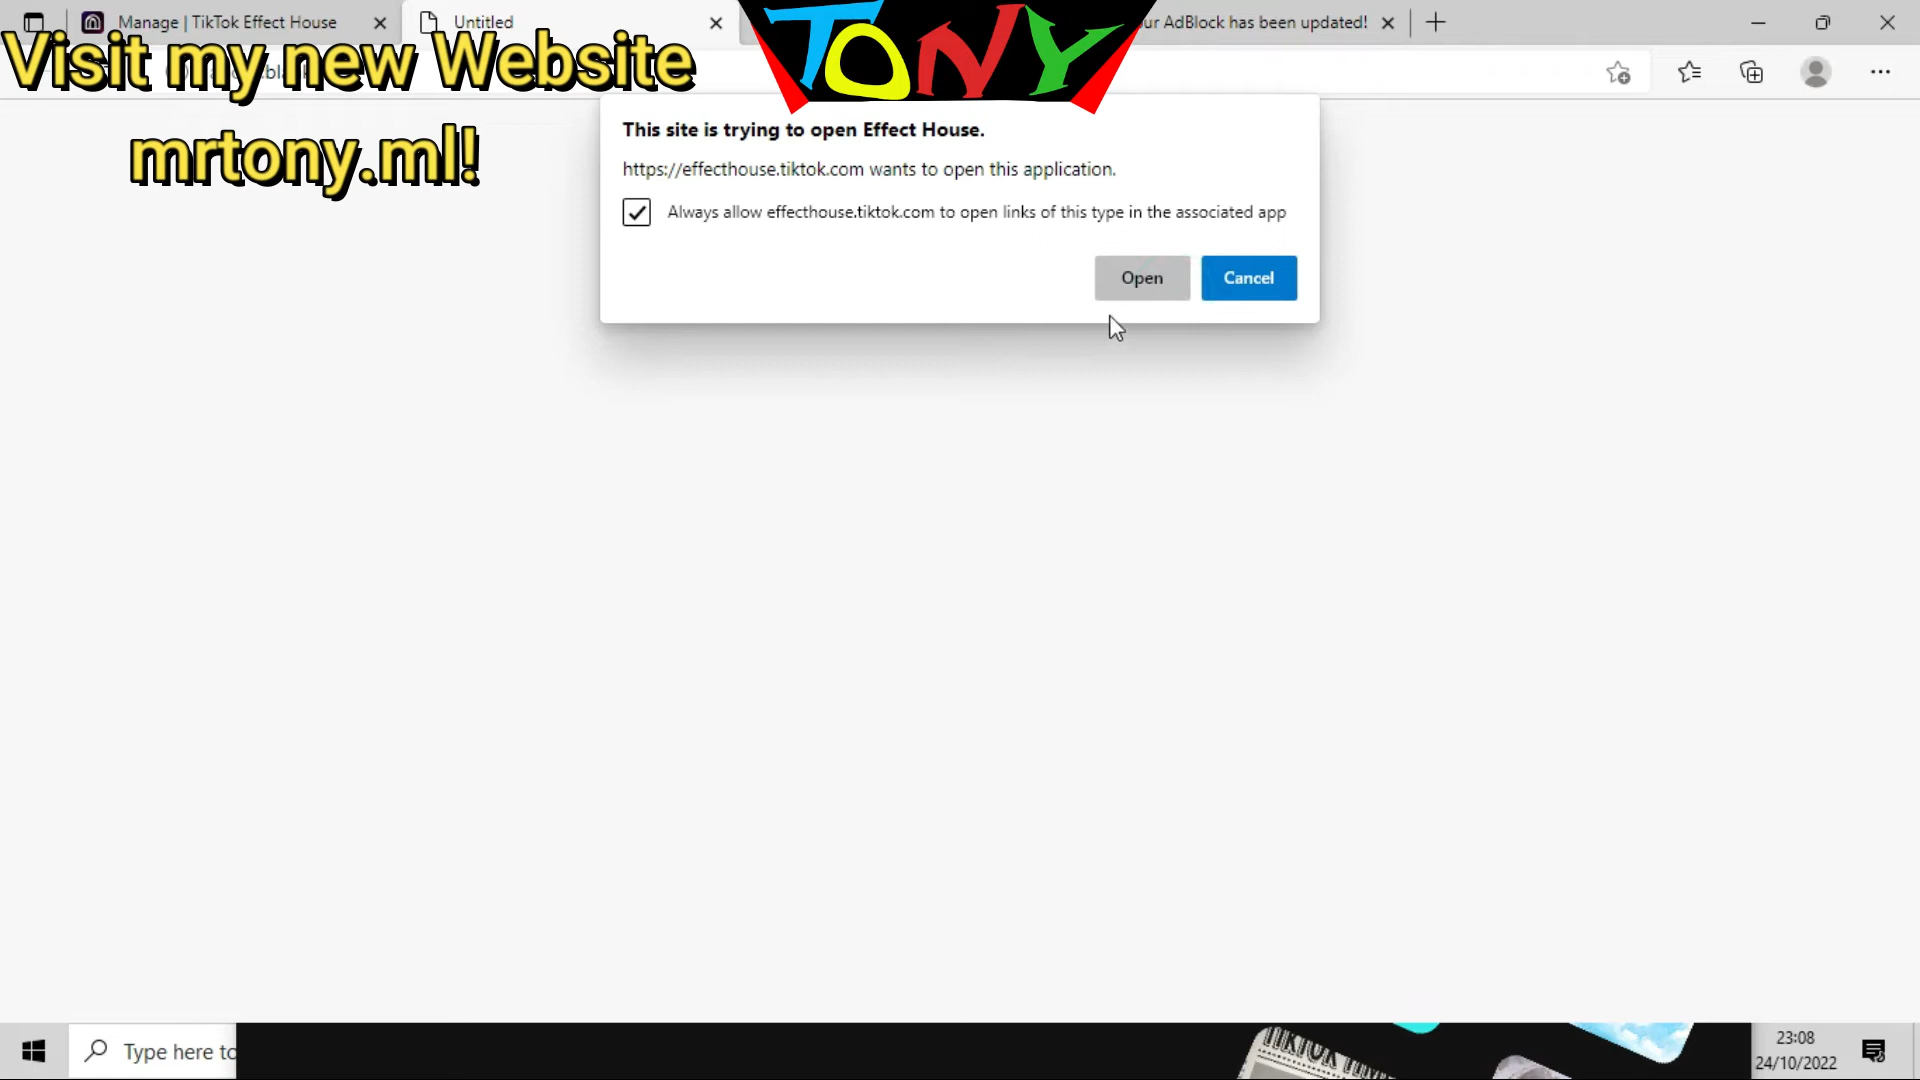 Manage | TikTok Effect House
Untitled
ur AdBlock has been updated!
TONY
Visit my new Website
mrtony.ml!
This site is trying to open Effect House.
https://effecthouse.tiktok.com wants to open this application.
Always allow effecthouse.tiktok.com to open links of this type in the associated app
Open
Cancel
Type here to
TIKTOK
23:08
24/10/2022